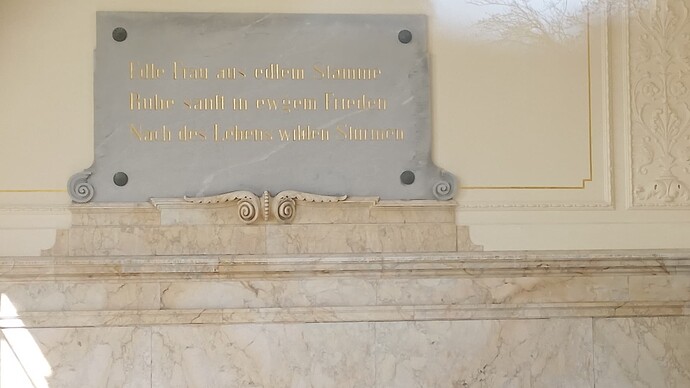 Edle Frau aus edlem Stamme
Ruhe sanft in ewgem Frieden
Nach des Lebens wilden Stürmen